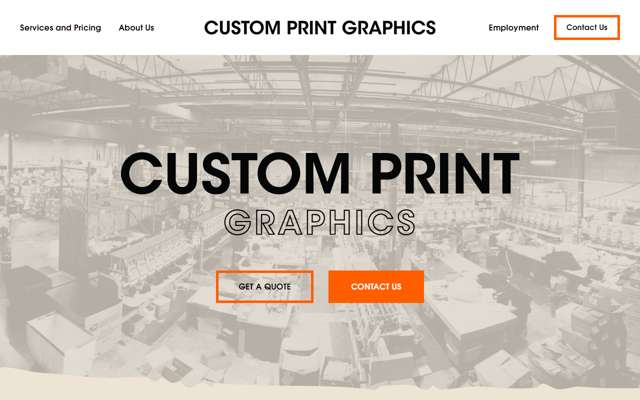 Services and Pricing
About Us
CUSTOM PRINT GRAPHICS
Employment
Contact Us
CUSTOM PRINT
GRAPHICS
GET A QUOTE
CONTACT US